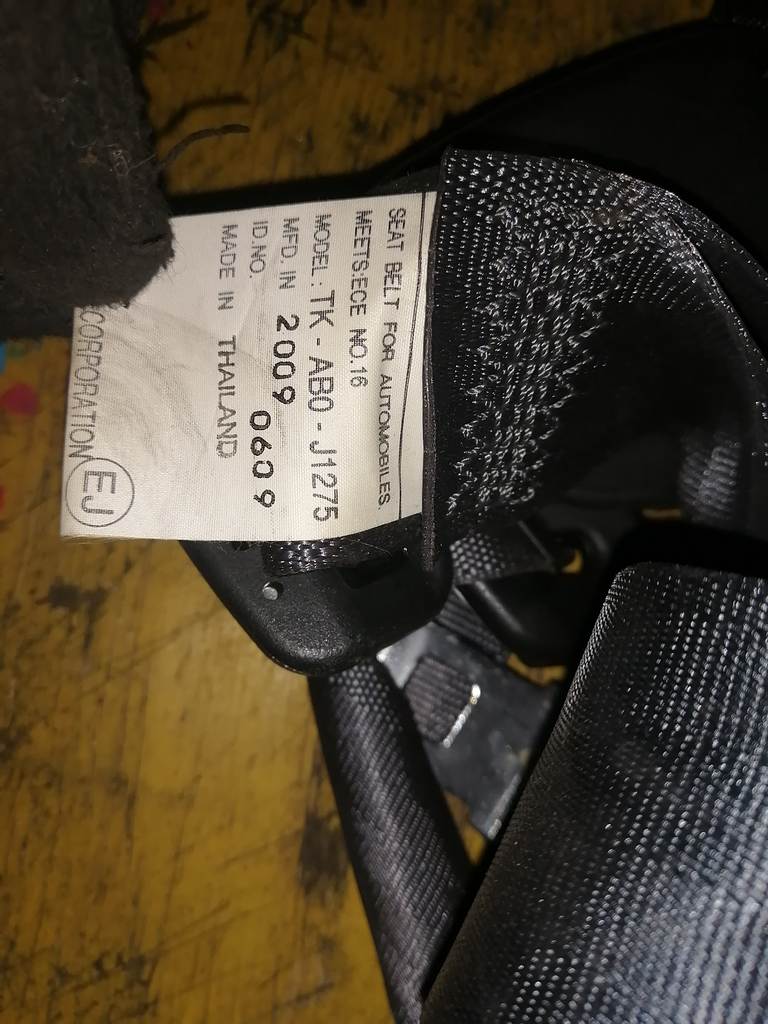 SEAT BELT FOR AUTOMOBILES.
MEETS:ECE NO.16
MODEL : TK - AB0 - J1275
MFD. IN 2009
ID.NO. 0609
MADE IN THAILAND
CORPORATION EJ